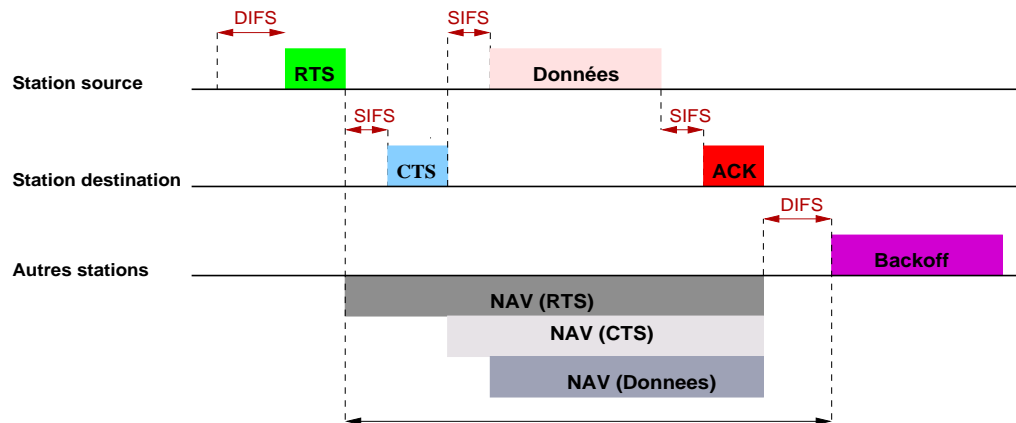 DIFS
SIFS
Station source
RTS
Données
SIFS
SIFS
Station destination
CTS
ACK
DIFS
Autres stations
Backoff
NAV (RTS)
NAV (CTS)
NAV (Donnees)